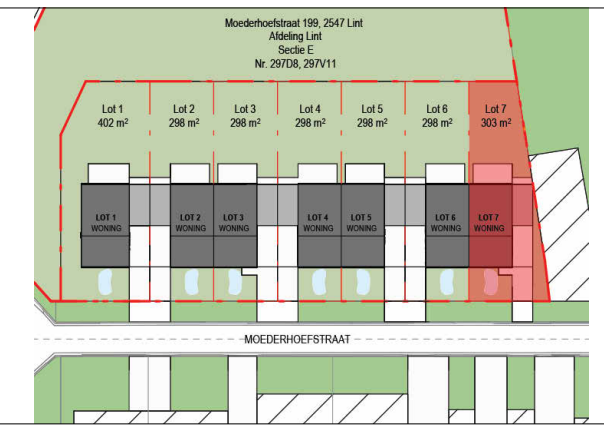 Moederhoefstraat 199, 2547 Lint
Afdeling Lint
Sectie E
Nr. 297D8, 297V11
Lot 1
402 m²
Lot 2
298 m²
Lot 3
298 m²
Lot 4
298 m²
Lot 5
298 m²
Lot 6
298 m²
Lot 7
303 m²
LOT 1
WONING
LOT 2
WONING
LOT 3
WONING
LOT 4
WONING
LOT 5
WONING
LOT 6
WONING
LOT 7
WONING
MOEDERHOEFSTRAAT